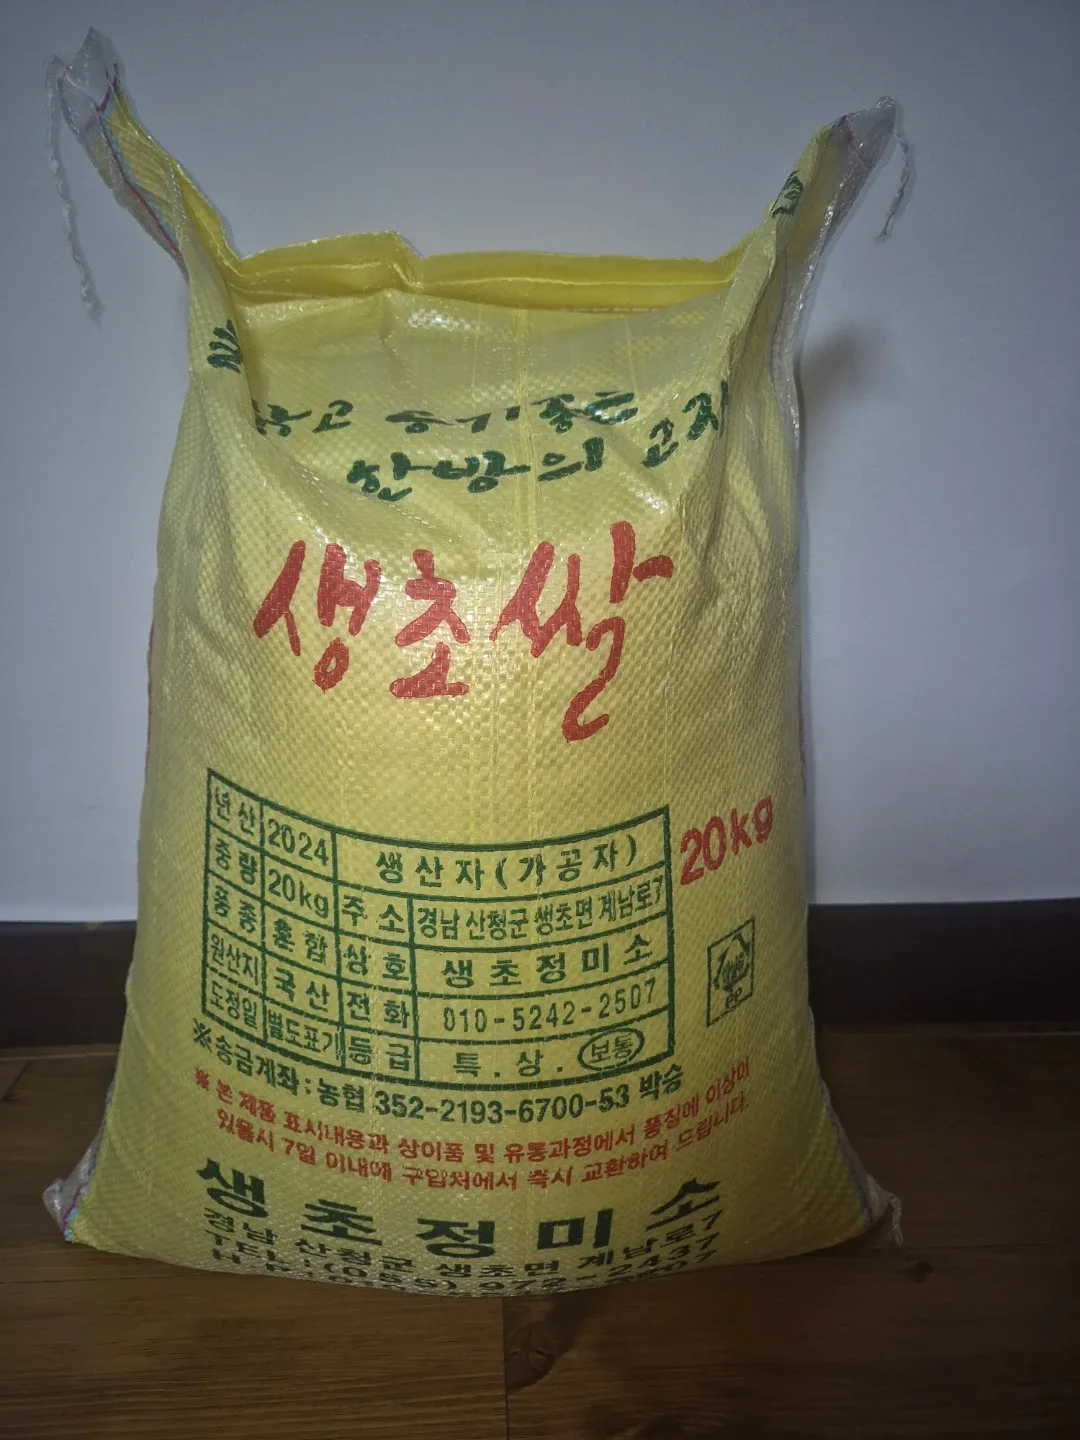 좋은
한방의 고장
생초쌀
20kg
년산 2024 생산자(가공자)
중량 20kg 주소 경남 산청군 생초면 계남로7
품종 혼합 상호 생초정미소
원산지 국산 전화 010-5242-2507
도정일 별도표기 등급 특.상.보통
PP
※송금계좌:농협 352-2193-6700-53 박승
※본 제품 표시내용과 상이품 및 유통과정에서 품질에 이상이
있을시 7일 이내에 구입처에서 즉시 교환하여 드립니다.
생초정미소
경남 산청군 생초면 계남로7
TEL:(055) 972-2437